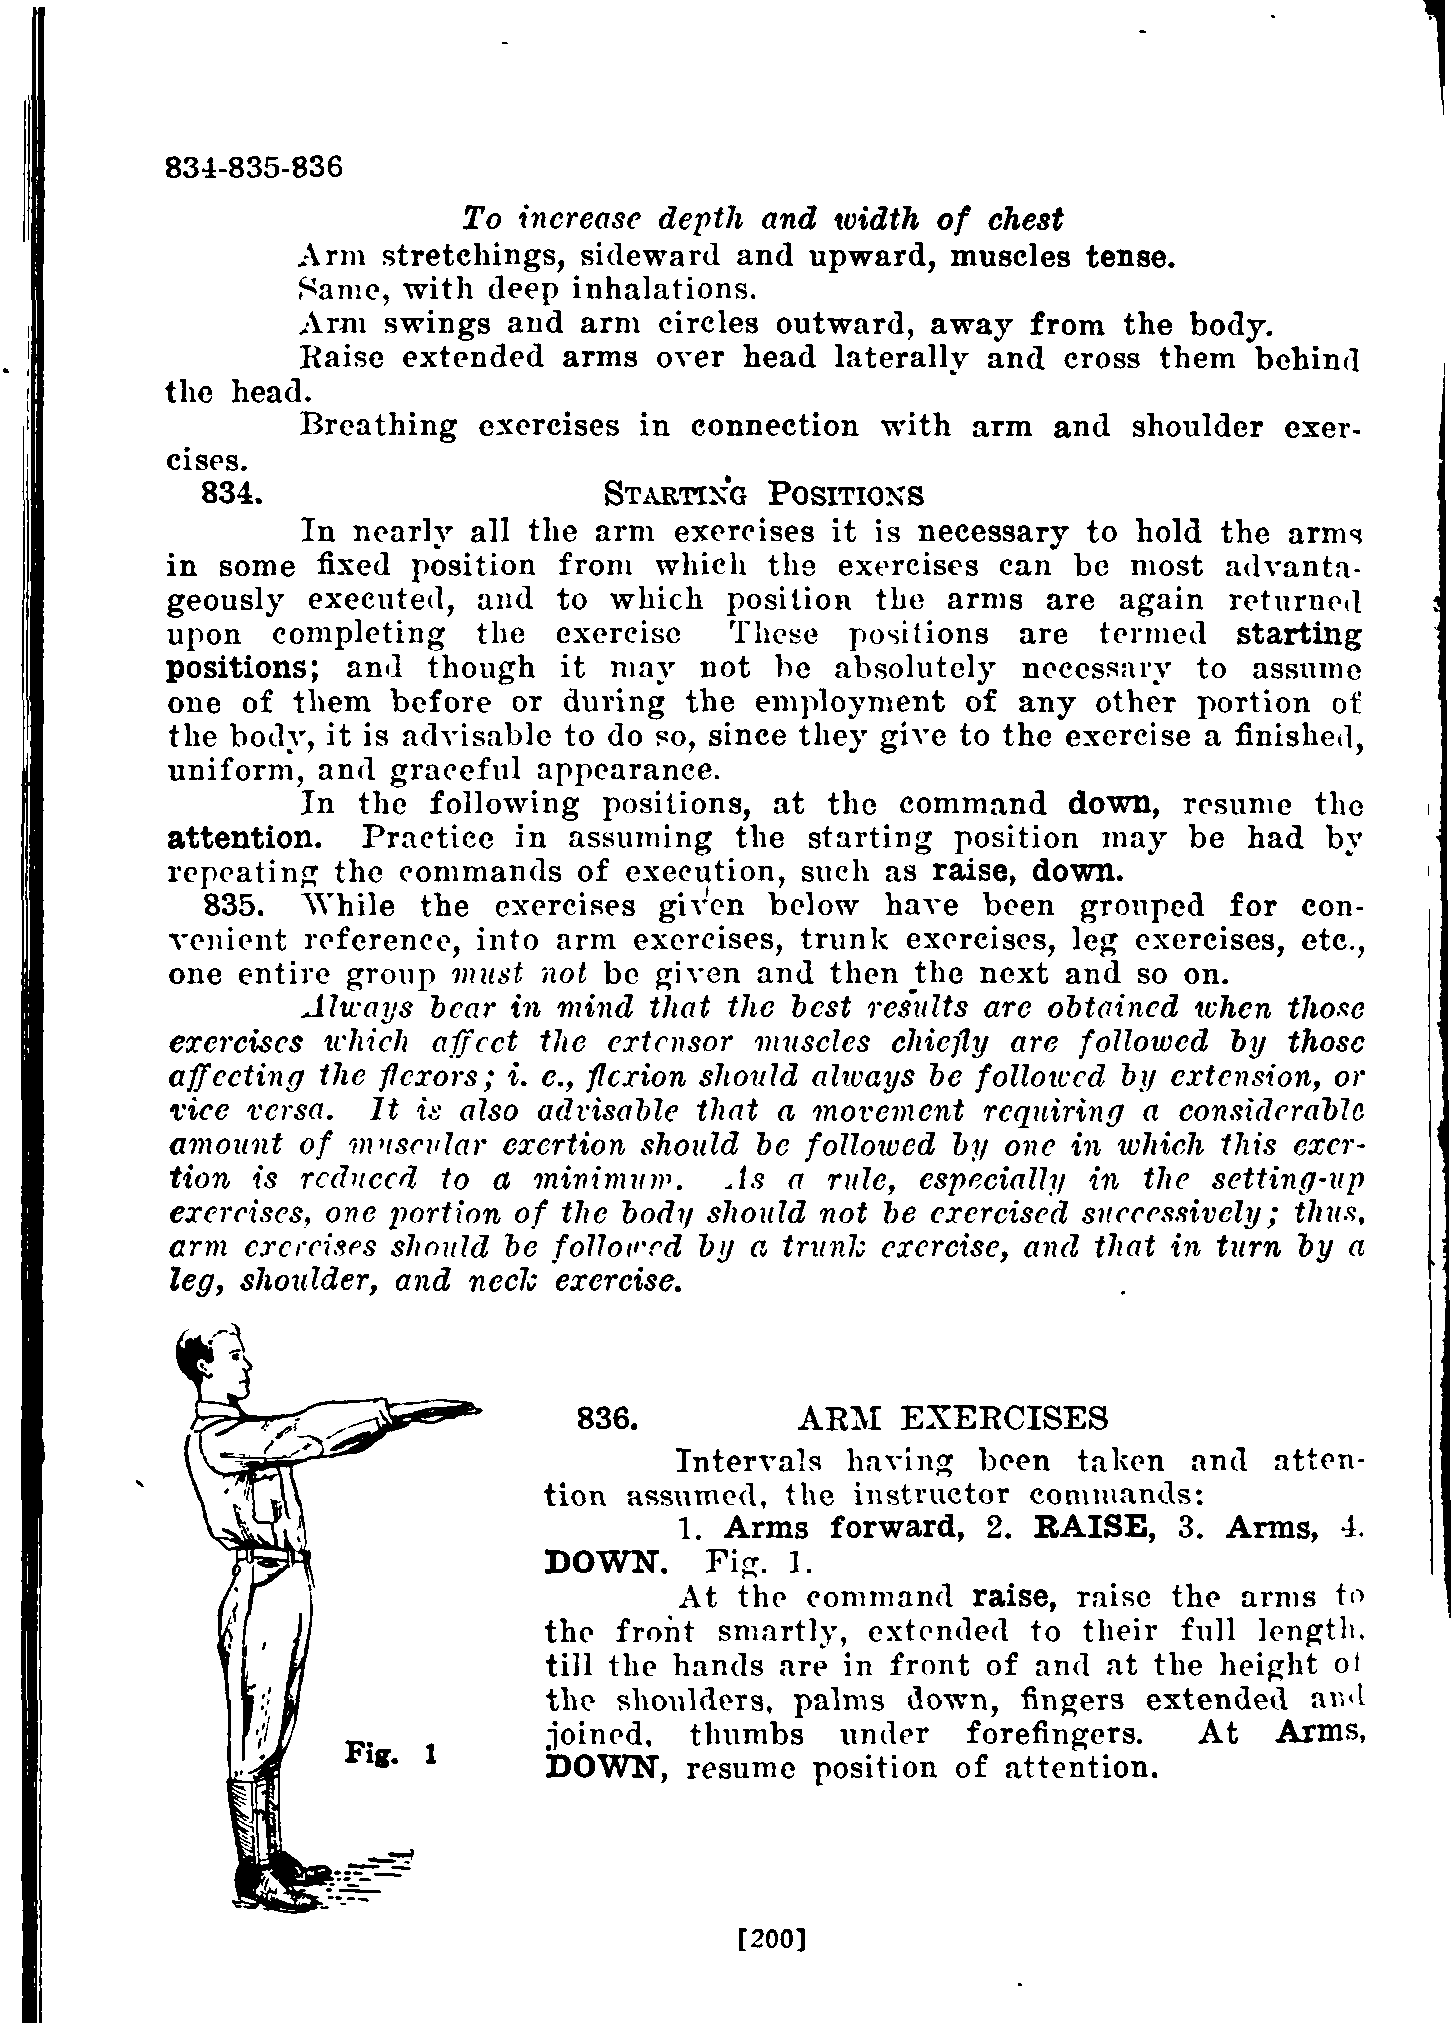 834-835-836
To increase depth and width of chest
Arm stretchings, sideward and upward, muscles tense.
Same, with deep inhalations.
Arm swings and arm circles outward, away from the body.
Raise extended arms over head laterally and cross them behind
the head.
Breathing exercises in connection with arm and shoulder exer-
cises.
834. STARTING POSITIONS
In nearly all the arm exercises it is necessary to hold the arms
in some fixed position from which the exercises can be most advanta-
geously executed, and to which position the arms are again returned
upon completing the exercise These positions are termed starting
positions; and though it may not be absolutely necessary to assume
one of them before or during the employment of any other portion of
the body, it is advisable to do so, since they give to the exercise a finished,
uniform, and graceful appearance.
In the following positions, at the command down, resume the
attention. Practice in assuming the starting position may be had by
repeating the commands of execution, such as raise, down.
835. While the exercises given below have been grouped for con-
venient reference, into arm exercises, trunk exercises, leg exercises, etc.,
one entire group must not be given and then the next and so on.
Always bear in mind that the best results are obtained when those
exercises which affect the extensor muscles chiefly are followed by those
affecting the flexors; i. e., flexion should always be followed by extension, or
vice versa. It is also advisable that a movement requiring a considerable
amount of muscular exertion should be followed by one in which this exer-
tion is reduced to a minimum. As a rule, especially in the setting-up
exercises, one portion of the body should not be exercised successively; thus,
arm exercises should be followed by a trunk exercise, and that in turn by a
leg, shoulder, and neck exercise.
836. ARM EXERCISES
Intervals having been taken and atten-
tion assumed, the instructor commands:
1. Arms forward, 2. RAISE, 3. Arms, 4.
DOWN. Fig. 1.
At the command raise, raise the arms to
the front smartly, extended to their full length,
till the hands are in front of and at the height of
the shoulders, palms down, fingers extended and
joined, thumbs under forefingers. At Arms,
DOWN, resume position of attention.
Fig. 1
[200]